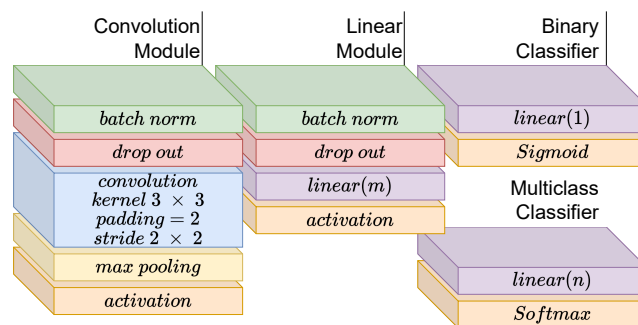 Convolution
Module
batch norm
drop out
convolution
kernel 3 × 3
padding = 2
stride 2 × 2
max pooling
activation
Linear
Module
batch norm
drop out
linear(m)
activation
Binary
Classifier
linear(1)
Sigmoid
Multiclass
Classifier
linear(n)
Softmax